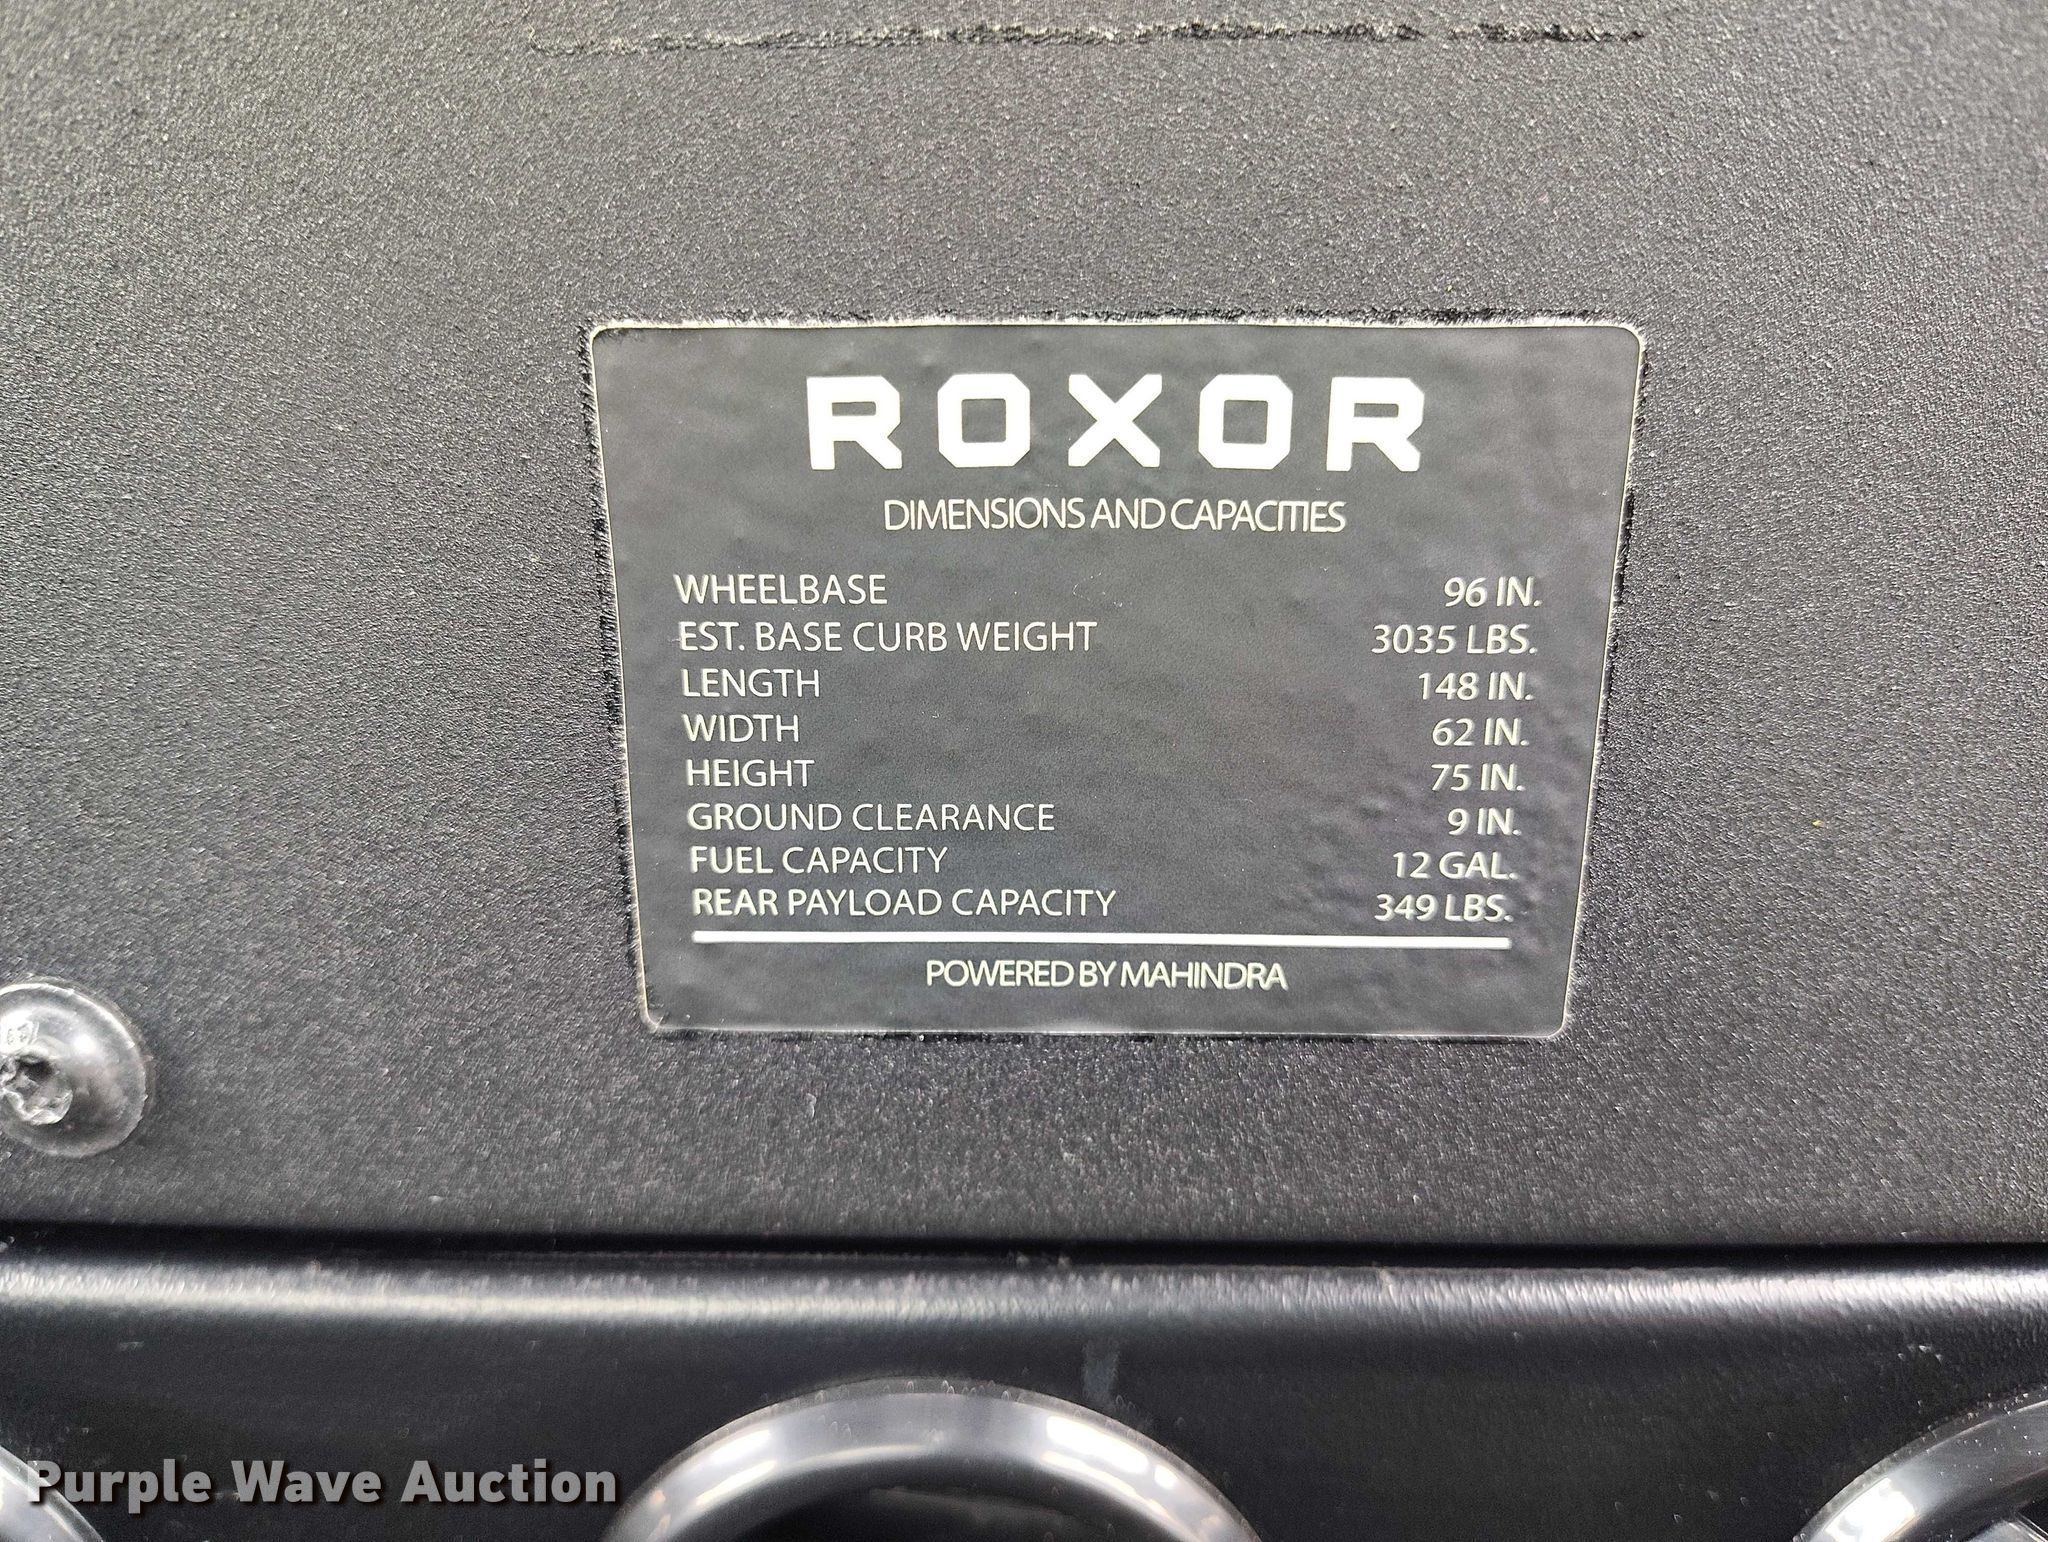 ROXOR
DIMENSIONS AND CAPACITIES
WHEELBASE 96 IN.
EST. BASE CURB WEIGHT 3035 LBS.
LENGTH 148 IN.
WIDTH 62 IN.
HEIGHT 75 IN.
GROUND CLEARANCE 9 IN.
FUEL CAPACITY 12 GAL.
REAR PAYLOAD CAPACITY 349 LBS.
POWERED BY MAHINDRA
Purple Wave Auction